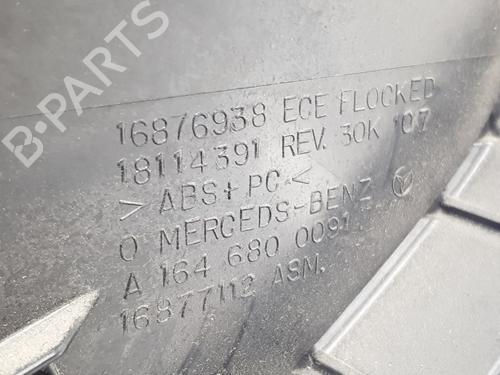 16876938 ECE FLOCKED
18114391 REV. 30K 107
> ABS+PC <
O MERCEDS-BENZ
A 164 680 0091
16877112 ASM.
B-PARTS